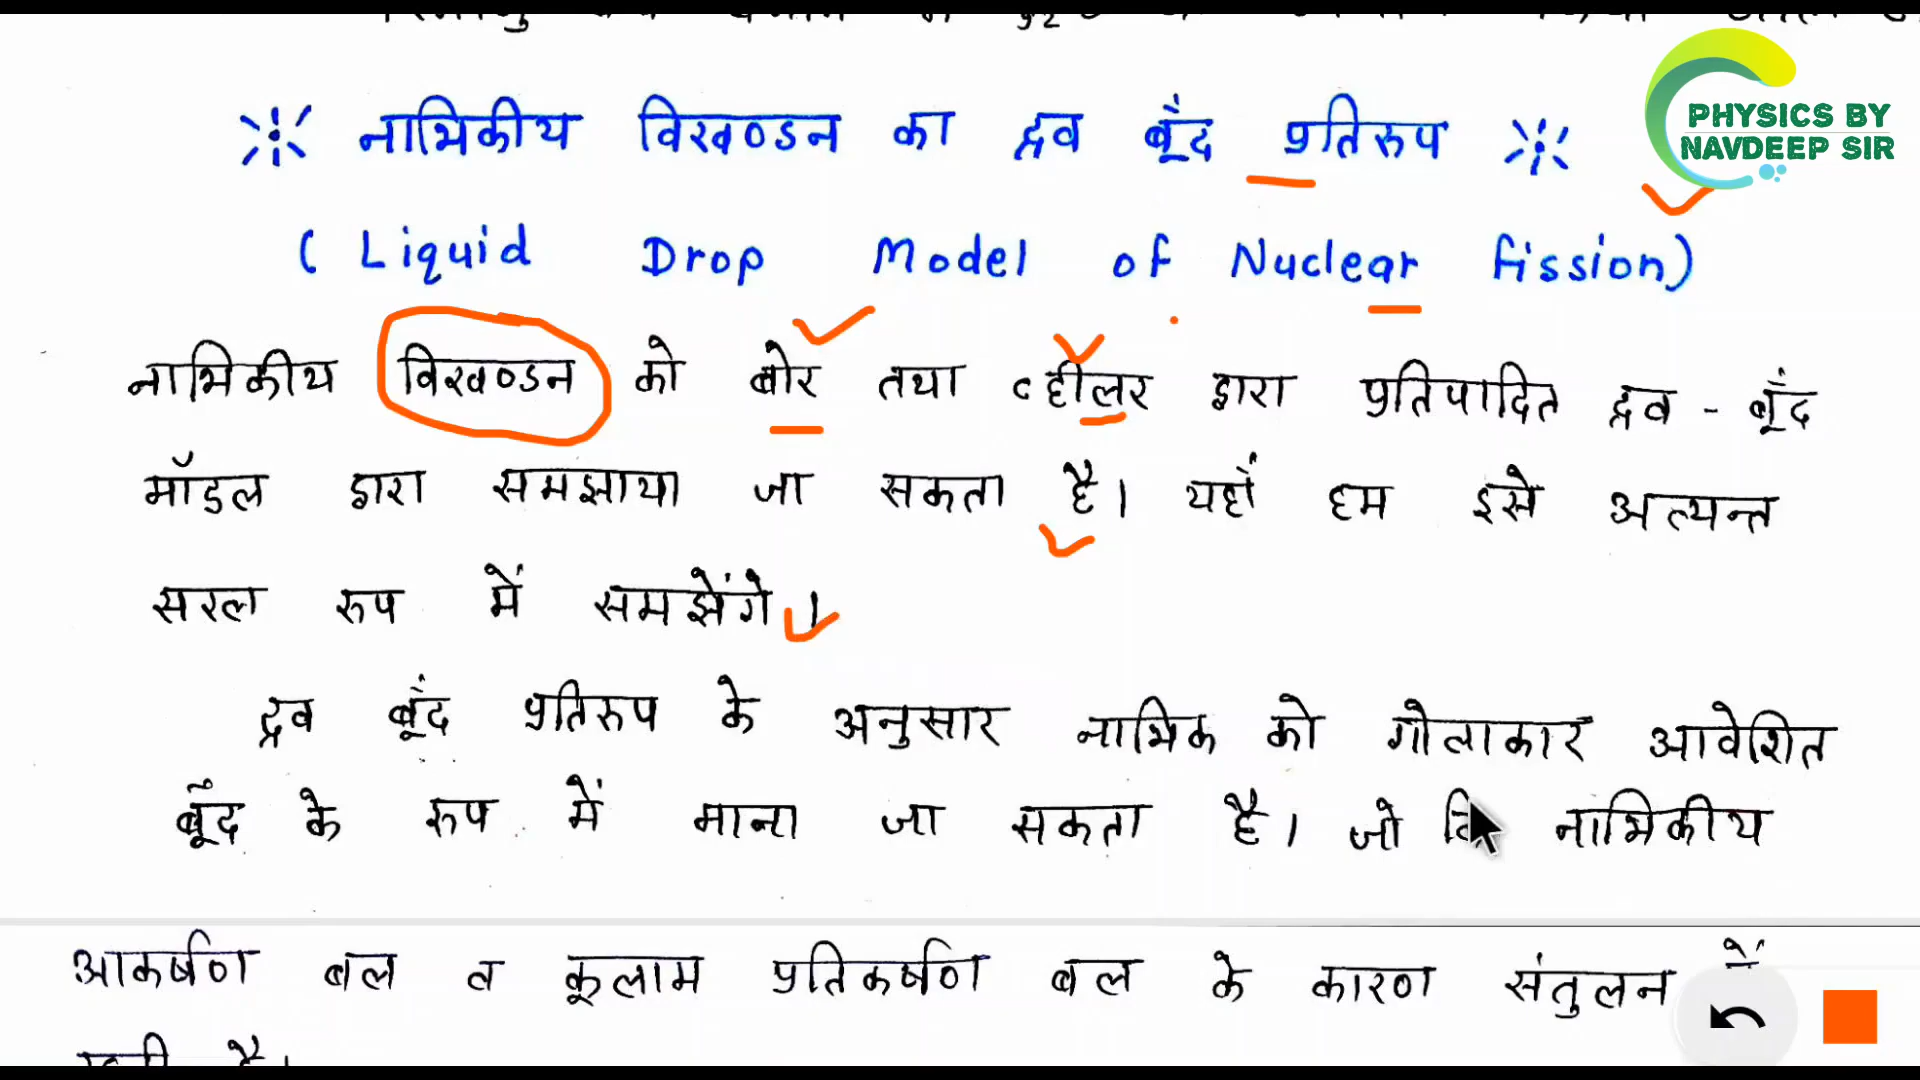 PHYSICS BY
NAVDEEP SIR
नाभिकीय विखण्डन का द्रव बूँद प्रतिरुप
( Liquid Drop Model of Nuclear fission)
नाभिकीय विखण्डन को बोर तथा व्हीलर द्वारा प्रतिपादित द्रव - बूँद
मॉडल द्वारा समझाया जा सकता है। यहाँ हम इसे अत्यन्त
सरल रुप में समझेंगे ।
द्रव बूँद प्रतिरुप के अनुसार नाभिक को गोलाकार आवेशित
बूँद के रुप में माना जा सकता है। जो कि नाभिकीय
आकर्षण बल व कूलाम प्रतिकर्षण बल के कारण संतुलन में
है।